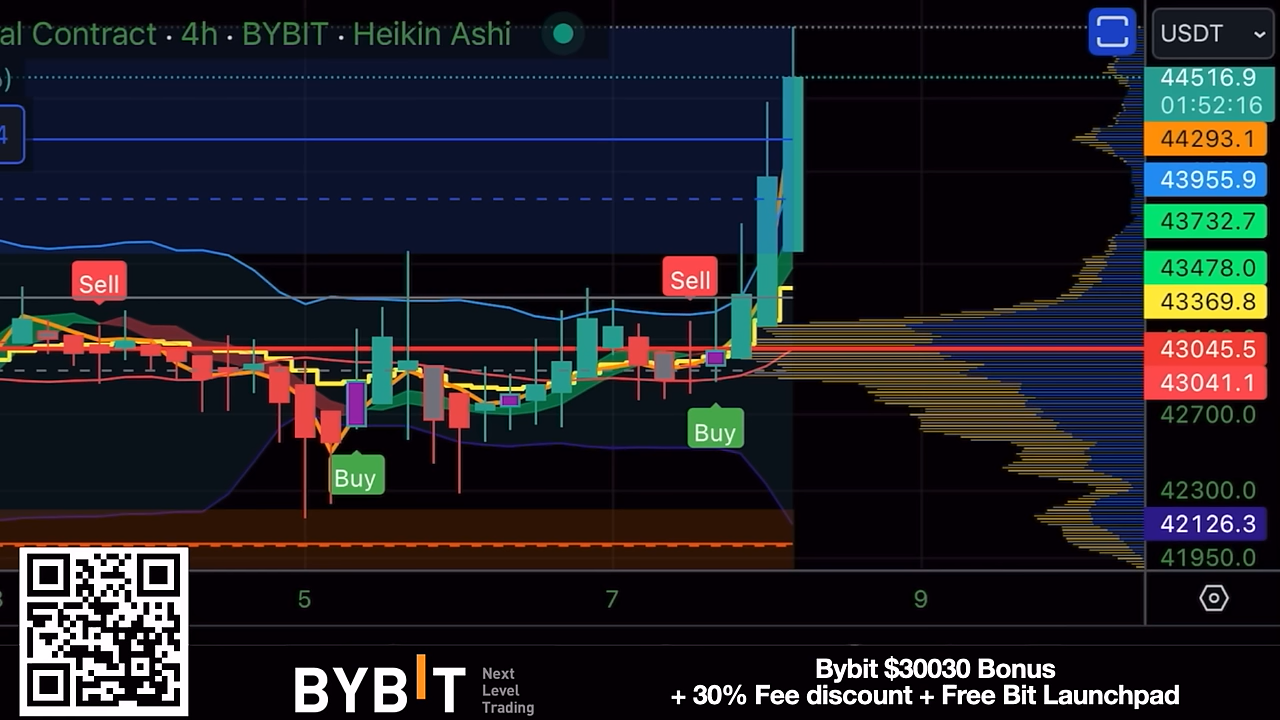 al Contract · 4h · BYBIT · Heikin Ashi
USDT
44516.9
01:52:16
4
44293.1
43955.9
43732.7
Sell
Sell
43478.0
43369.8
43045.5
43041.1
42700.0
Buy
Buy
42300.0
42126.3
41950.0
5
7
9
BYBIT
Next
Level
Trading
Bybit $30030 Bonus
+ 30% Fee discount + Free Bit Launchpad